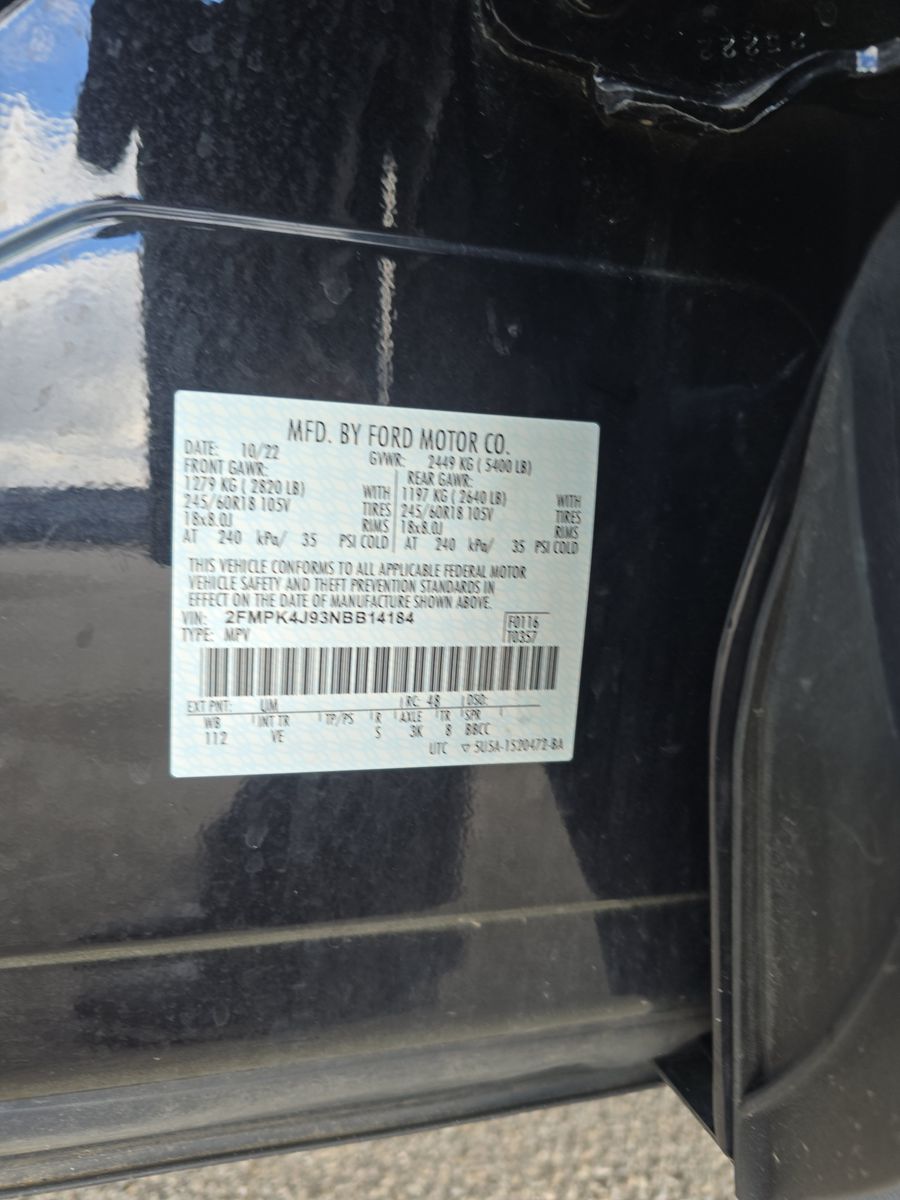 MFD. BY FORD MOTOR CO.
DATE: 10/22 GVWR: 2449 KG ( 5400 LB)
FRONT GAWR: REAR GAWR:
1279 KG ( 2820 LB) WITH 1197 KG ( 2640 LB) WITH
245/60R18 105V TIRES 245/60R18 105V TIRES
18x8.0J RIMS 18x8.0J RIMS
AT 240 kPa/ 35 PSI COLD AT 240 kPa/ 35 PSI COLD
THIS VEHICLE CONFORMS TO ALL APPLICABLE FEDERAL MOTOR
VEHICLE SAFETY AND THEFT PREVENTION STANDARDS IN
EFFECT ON THE DATE OF MANUFACTURE SHOWN ABOVE.
VIN: 2FMPK4J93NBB14184 F0116
TYPE: MPV T0357
EXT PNT: UM RC: 48 DSO:
WB INT TR TP/PS R AXLE TR SPR
112 VE S 3K 8 BBCC
UTC ▽ 5U5A-1520472-BA